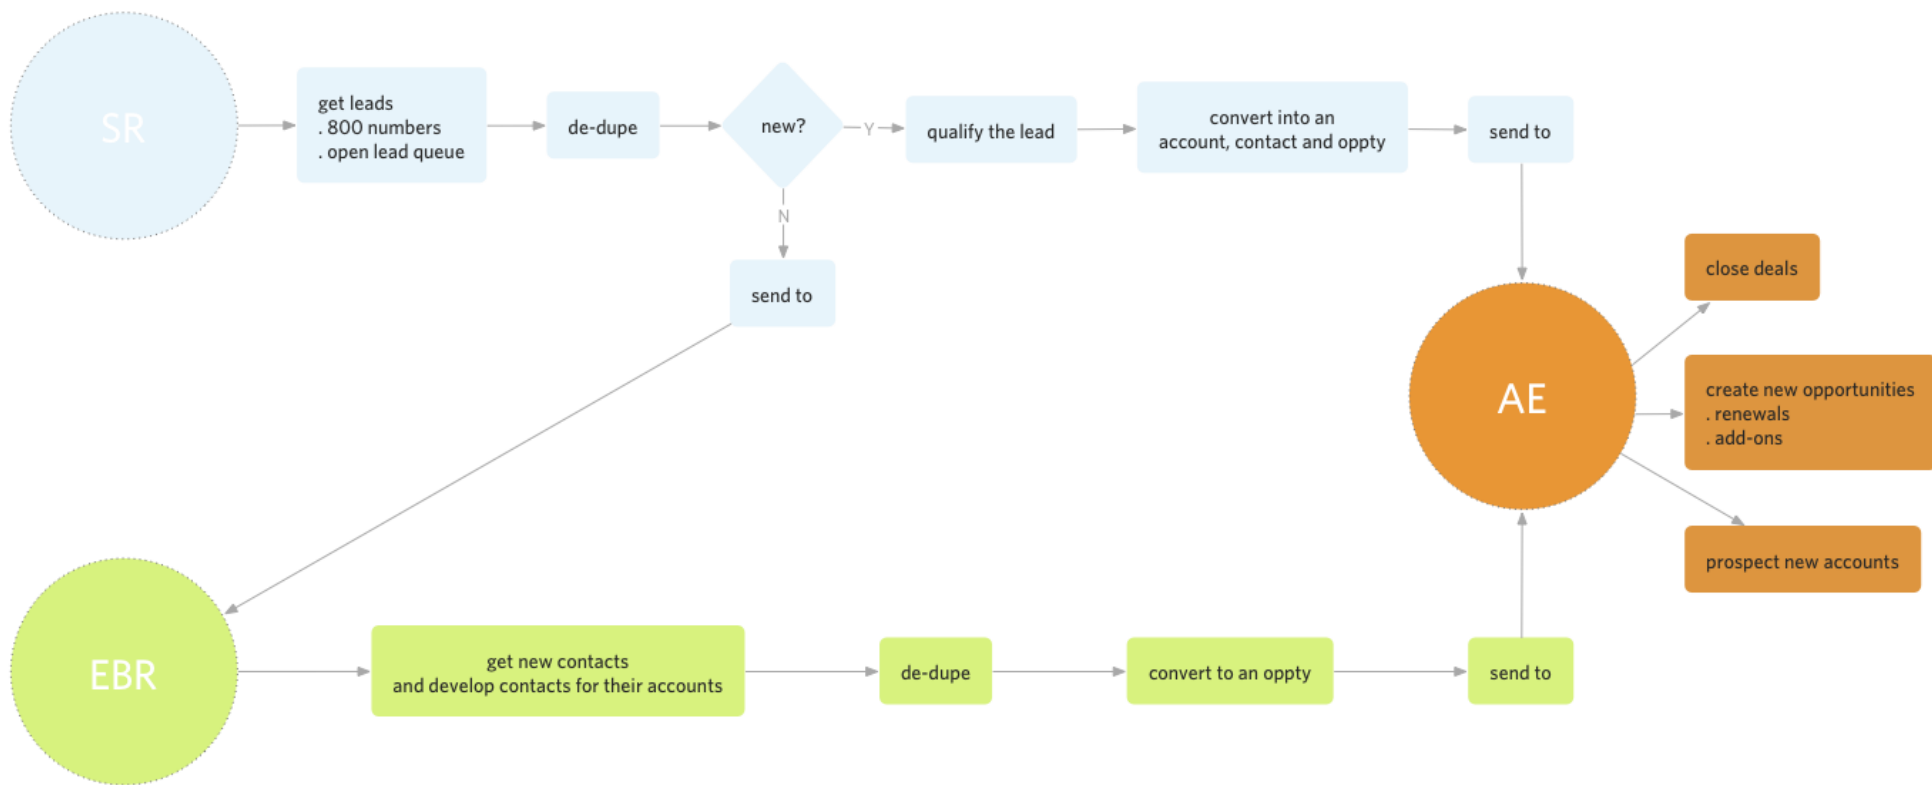 SR
get leads
. 800 numbers
. open lead queue
de-dupe
new?
Y
qualify the lead
convert into an
account, contact and oppty
send to
N
send to
AE
close deals
create new opportunities
. renewals
. add-ons
prospect new accounts
EBR
get new contacts
and develop contacts for their accounts
de-dupe
convert to an oppty
send to